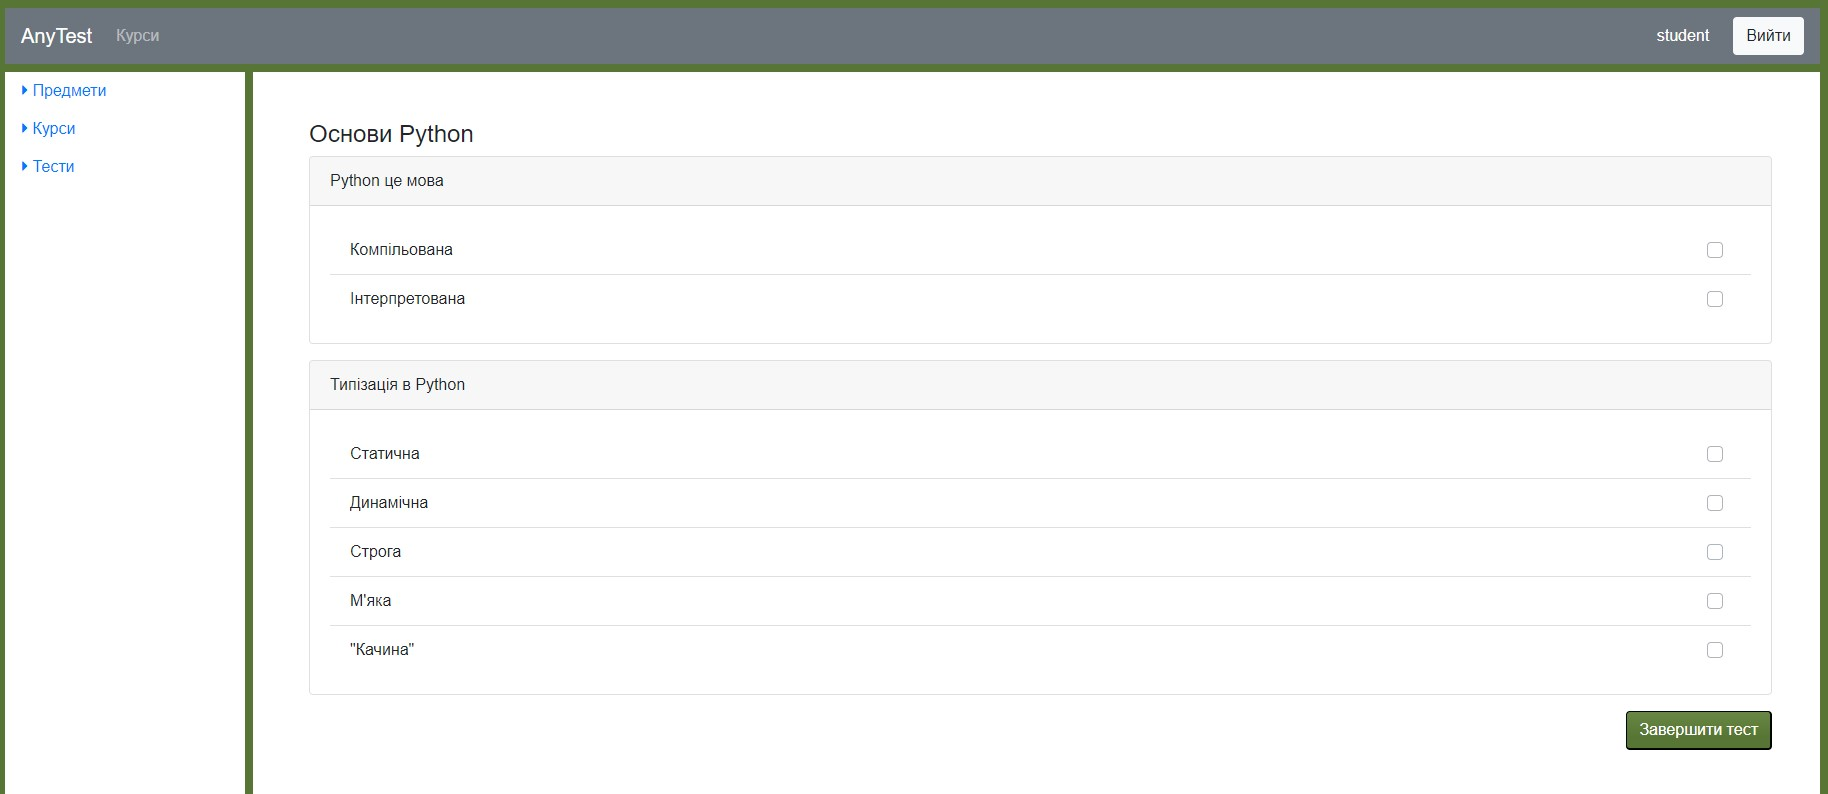 AnyTest Курси student Вийти
Предмети
Курси
Тести
Основи Python
Python це мова
Компільована
Інтерпретована
Типізація в Python
Статична
Динамічна
Строга
М'яка
"Качина"
Завершити тест